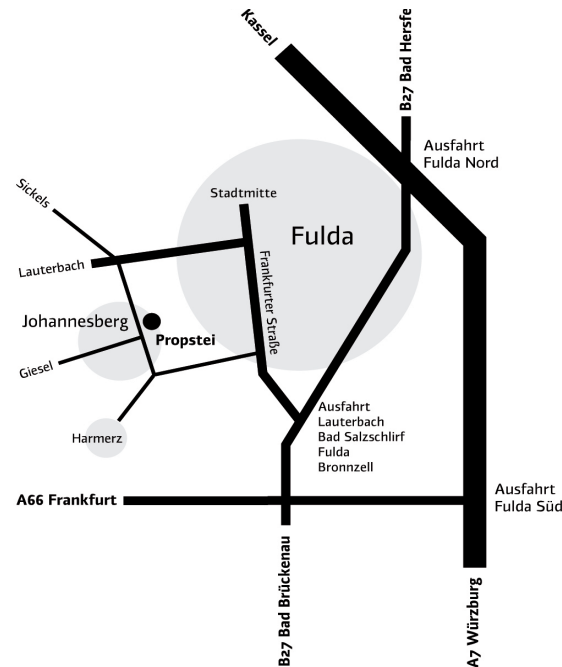 Kassel
B27 Bad Hersfe
Ausfahrt
Fulda Nord
Sickels
Stadtmitte
Fulda
Lauterbach
Frankfurter Straße
Johannesberg
Propstei
Giesel
Harmerz
Ausfahrt
Lauterbach
Bad Salzschlirf
Fulda
Bronnzell
A66 Frankfurt
Ausfahrt
Fulda Süd
B27 Bad Brückenau
A7 Würzburg